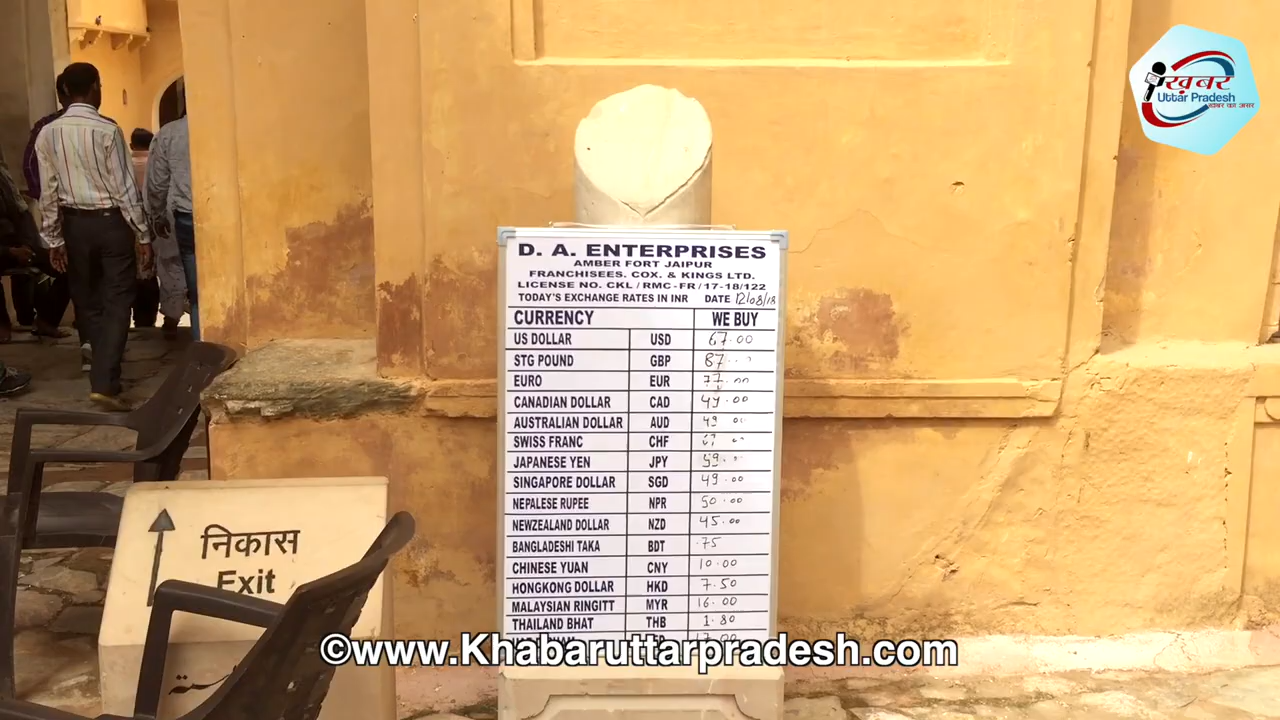 ख़बर
Uttar Pradesh
खबर का असर
D. A. ENTERPRISES
AMBER FORT JAIPUR
FRANCHISEES. COX. & KINGS LTD.
LICENSE NO. CKL / RMC - FR / 17-18/122
TODAY'S EXCHANGE RATES IN INR DATE 12/08/18
CURRENCY WE BUY
US DOLLAR USD 67.00
STG POUND GBP 87
EURO EUR 77.00
CANADIAN DOLLAR CAD 49.00
AUSTRALIAN DOLLAR AUD 49 00
SWISS FRANC CHF
JAPANESE YEN JPY 59
SINGAPORE DOLLAR SGD 49.00
NEPALESE RUPEE NPR 50.00
NEWZEALAND DOLLAR NZD 45.00
BANGLADESHI TAKA BDT .75
CHINESE YUAN CNY 10.00
HONGKONG DOLLAR HKD 7.50
MALAYSIAN RINGITT MYR 16.00
THAILAND BHAT THB 1.80
17.00
निकास
Exit
©www.Khabaruttarpradesh.com